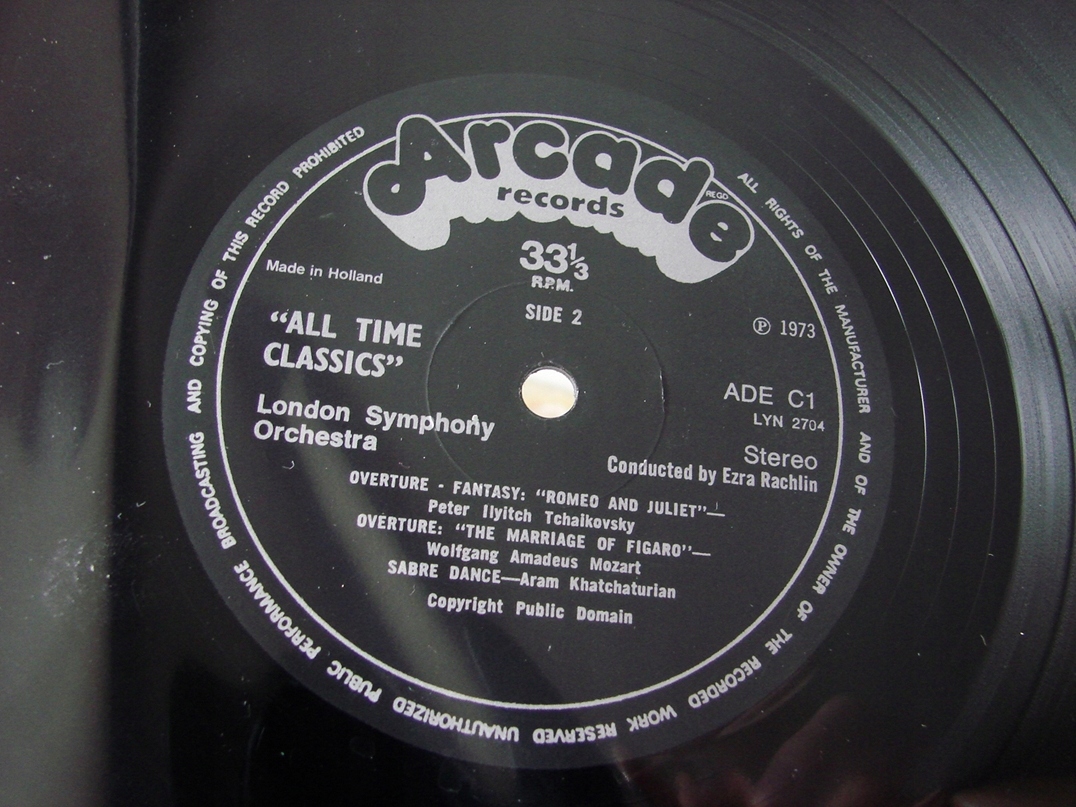 Arcade
REGD
records
33⅓
R.P.M.
SIDE 2
Made in Holland
℗ 1973
“ALL TIME
CLASSICS”
ADE C1
LYN 2704
London Symphony
Orchestra
Stereo
Conducted by Ezra Rachlin
OVERTURE - FANTASY: “ROMEO AND JULIET”—
Peter Ilyitch Tchaikovsky
OVERTURE: “THE MARRIAGE OF FIGARO”—
Wolfgang Amadeus Mozart
SABRE DANCE—Aram Khatchaturian
Copyright Public Domain
ALL RIGHTS OF THE MANUFACTURER AND OF THE OWNER OF THE RECORDED WORK RESERVED UNAUTHORIZED PUBLIC PERFORMANCE BROADCASTING AND COPYING OF THIS RECORD PROHIBITED